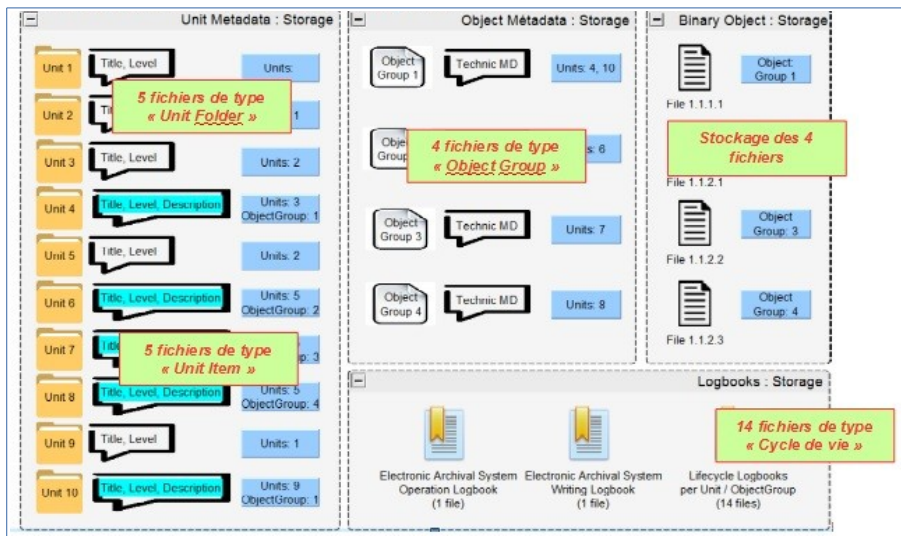 Unit Metadata : Storage
Unit 1
Title, Level
Units:
5 fichiers de type
« Unit Folder »
Unit 2
1
Unit 3
Title, Level
Units: 2
Unit 4
Title, Level, Description
Units: 3
ObjectGroup: 1
Unit 5
Title, Level
Units: 2
Unit 6
Title, Level, Description
Units: 5
ObjectGroup: 2
Unit 7
5 fichiers de type
« Unit Item »
p: 3
Unit 8
Title, Level, Description
Units: 5
ObjectGroup: 4
Unit 9
Title, Level
Units: 1
Unit 10
Title, Level, Description
Units: 9
ObjectGroup: 1
Object Métadata : Storage
Object
Group 1
Technic MD
Units: 4, 10
4 fichiers de type
« Object Group »
s: 6
Object
Group 3
Technic MD
Units: 7
Object
Group 4
Technic MD
Units: 8
Binary Object : Storage
Object:
Group 1
File 1.1.1.1
Stockage des 4
fichiers
File 1.1.2.1
Object
Group: 3
File 1.1.2.2
Object
Group: 4
File 1.1.2.3
Logbooks : Storage
14 fichiers de type
« Cycle de vie »
Electronic Archival System
Operation Logbook
(1 file)
Electronic Archival System
Writing Logbook
(1 file)
Lifecycle Logbooks
per Unit / ObjectGroup
(14 files)